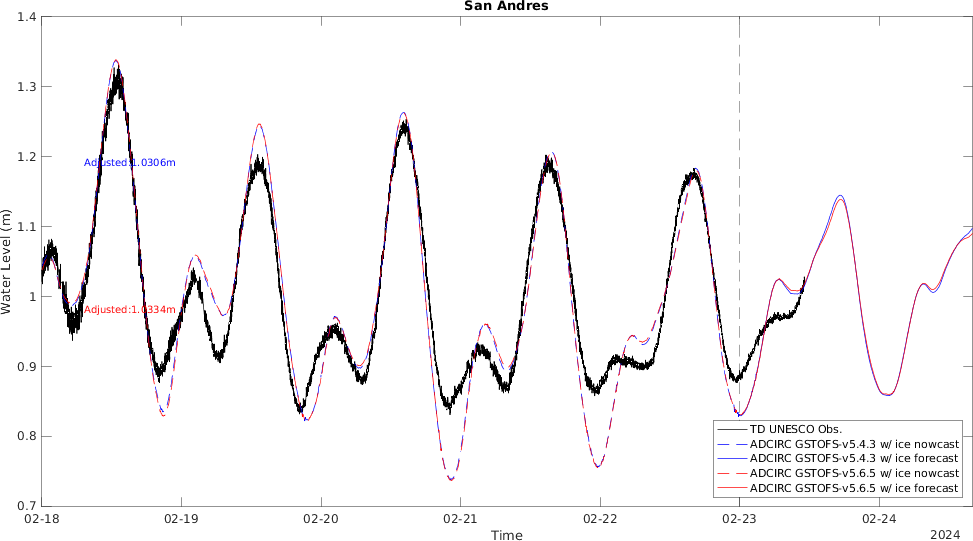 San Andres
1.4
1.3
1.2
1.1
1
0.9
0.8
0.7
Water Level (m)
Adjusted:1.0306m
Adjusted:1.0334m
TD UNESCO Obs.
ADCIRC GSTOFS-v5.4.3 w/ ice nowcast
ADCIRC GSTOFS-v5.4.3 w/ ice forecast
ADCIRC GSTOFS-v5.6.5 w/ ice nowcast
ADCIRC GSTOFS-v5.6.5 w/ ice forecast
02-18 02-19 02-20 02-21 02-22 02-23 02-24
Time
2024